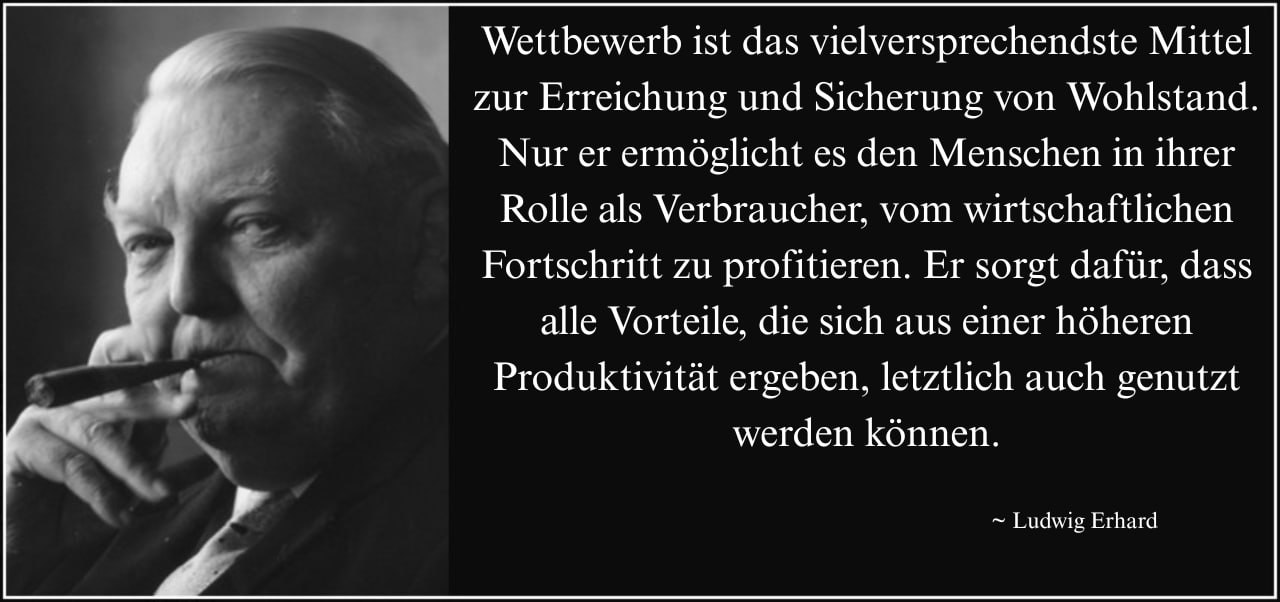 Wettbewerb ist das vielversprechendste Mittel
zur Erreichung und Sicherung von Wohlstand.
Nur er ermöglicht es den Menschen in ihrer
Rolle als Verbraucher, vom wirtschaftlichen
Fortschritt zu profitieren. Er sorgt dafür, dass
alle Vorteile, die sich aus einer höheren
Produktivität ergeben, letztlich auch genutzt
werden können.
~ Ludwig Erhard